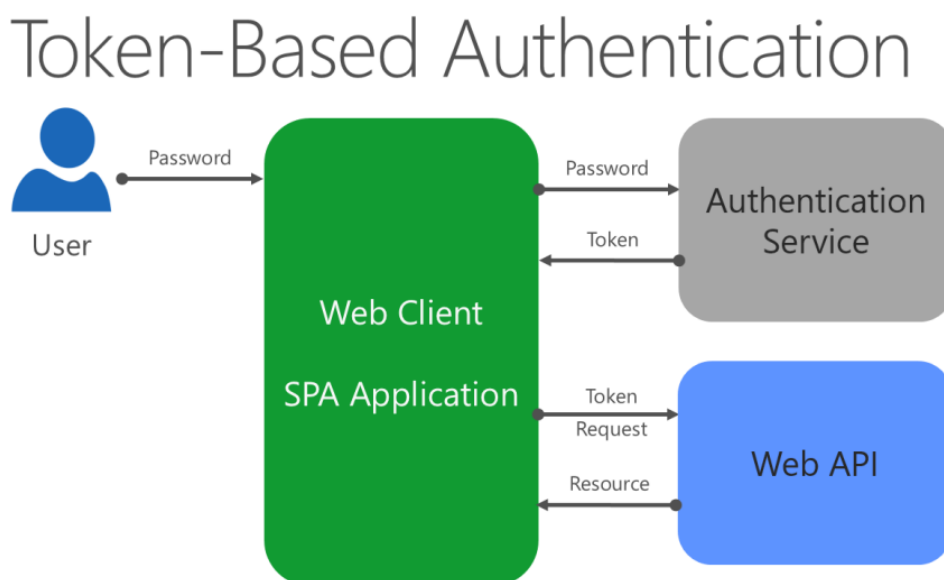 Token-Based Authentication
Password
User
Web Client
SPA Application
Password
Token
Authentication
Service
Token
Request
Resource
Web API